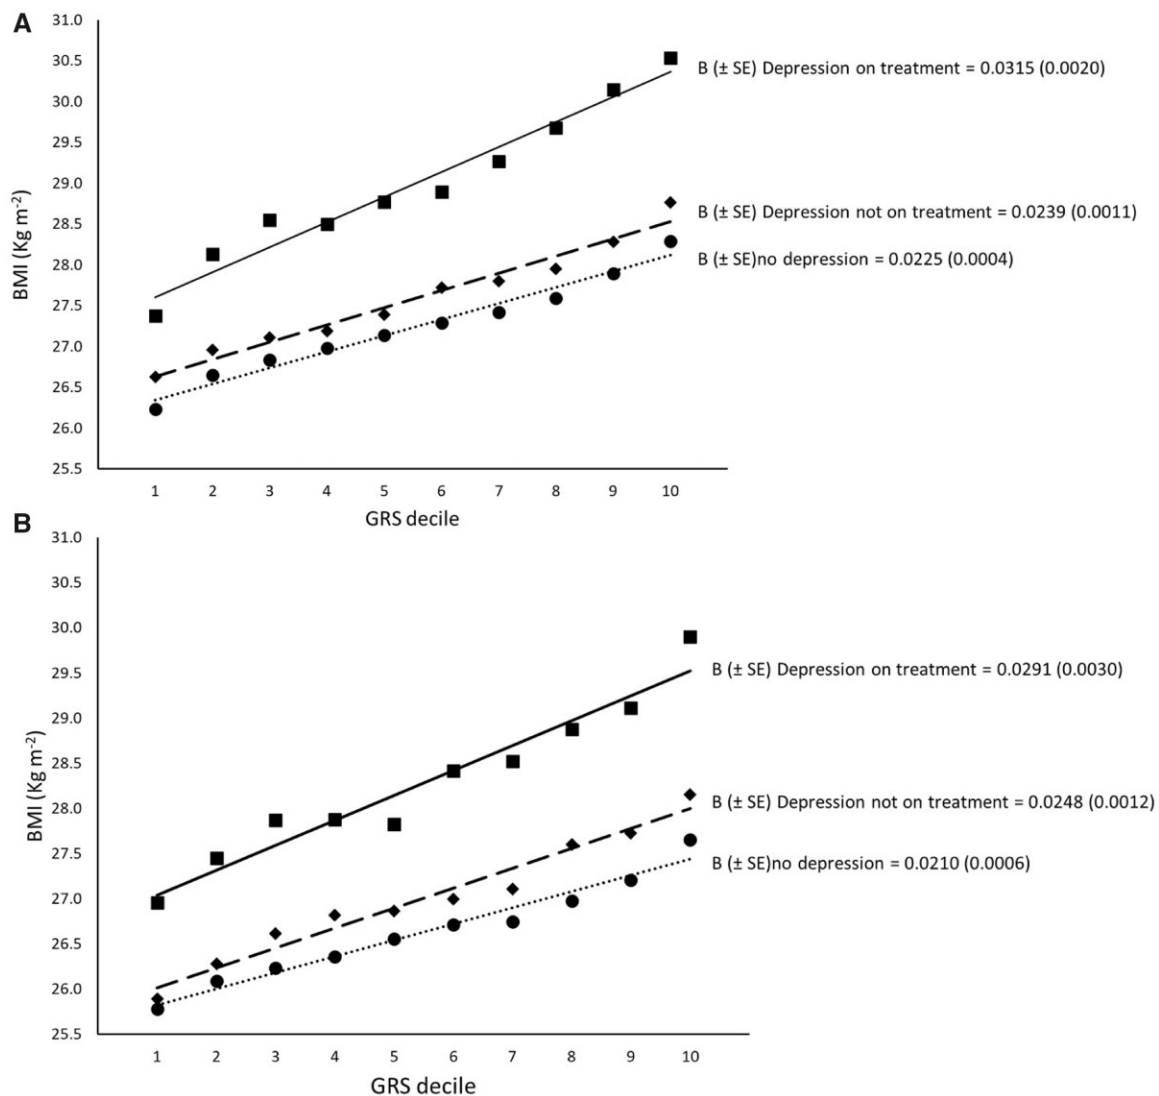 A
31.0
30.5
30.0
29.5
29.0
28.5
28.0
27.5
27.0
26.5
26.0
25.5
BMI (Kg m-2)
B (± SE) Depression on treatment = 0.0315 (0.0020)
B (± SE) Depression not on treatment = 0.0239 (0.0011)
B (± SE)no depression = 0.0225 (0.0004)
1 2 3 4 5 6 7 8 9 10
GRS decile
B
31.0
30.5
30.0
29.5
29.0
28.5
28.0
27.5
27.0
26.5
26.0
25.5
BMI (Kg m-2)
B (± SE) Depression on treatment = 0.0291 (0.0030)
B (± SE) Depression not on treatment = 0.0248 (0.0012)
B (± SE)no depression = 0.0210 (0.0006)
1 2 3 4 5 6 7 8 9 10
GRS decile